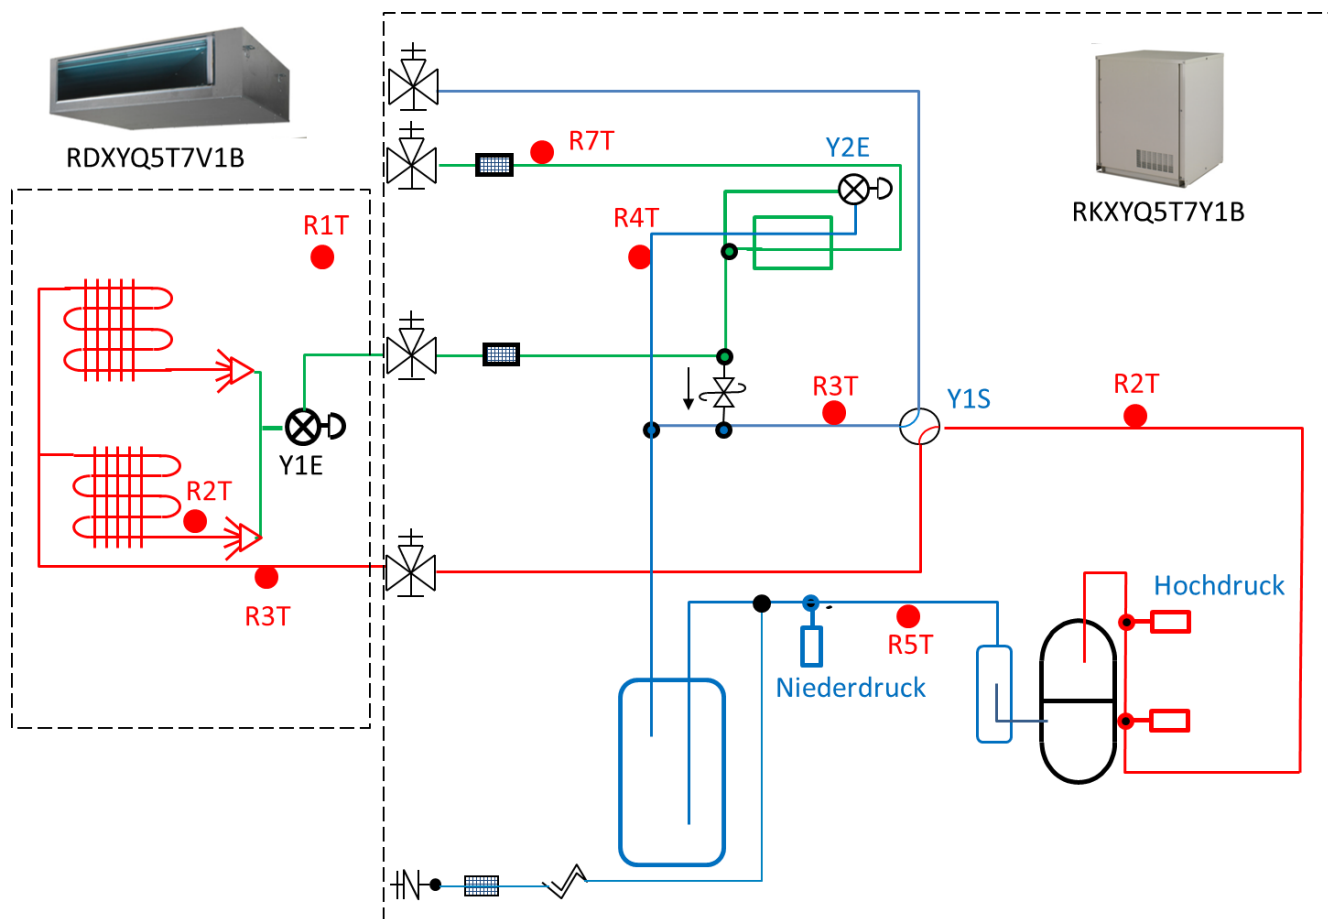 RDXYQ5T7V1B
RKXYQ5T7Y1B
R7T
Y2E
R4T
R1T
R3T
Y1S
R2T
Y1E
R2T
R3T
Hochdruck
R5T
Niederdruck